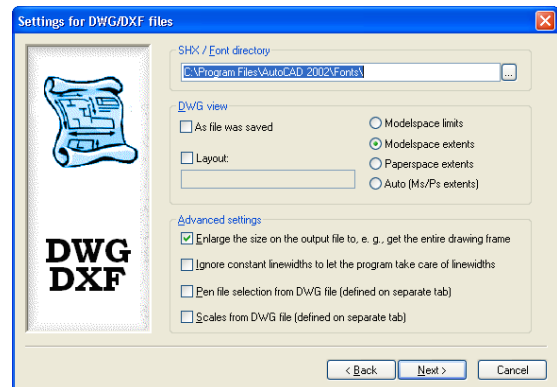 Settings for DWG/DXF files
SHX / Font directory
C:\Program Files\AutoCAD 2002\Fonts\
...
DWG view
As file was saved
Layout:
Modelspace limits
Modelspace extents
Paperspace extents
Auto (Ms/Ps extents)
Advanced settings
Enlarge the size on the output file to, e. g., get the entire drawing frame
Ignore constant linewidths to let the program take care of linewidths
Pen file selection from DWG file (defined on separate tab)
Scales from DWG file (defined on separate tab)
DWG
DXF
< Back
Next >
Cancel